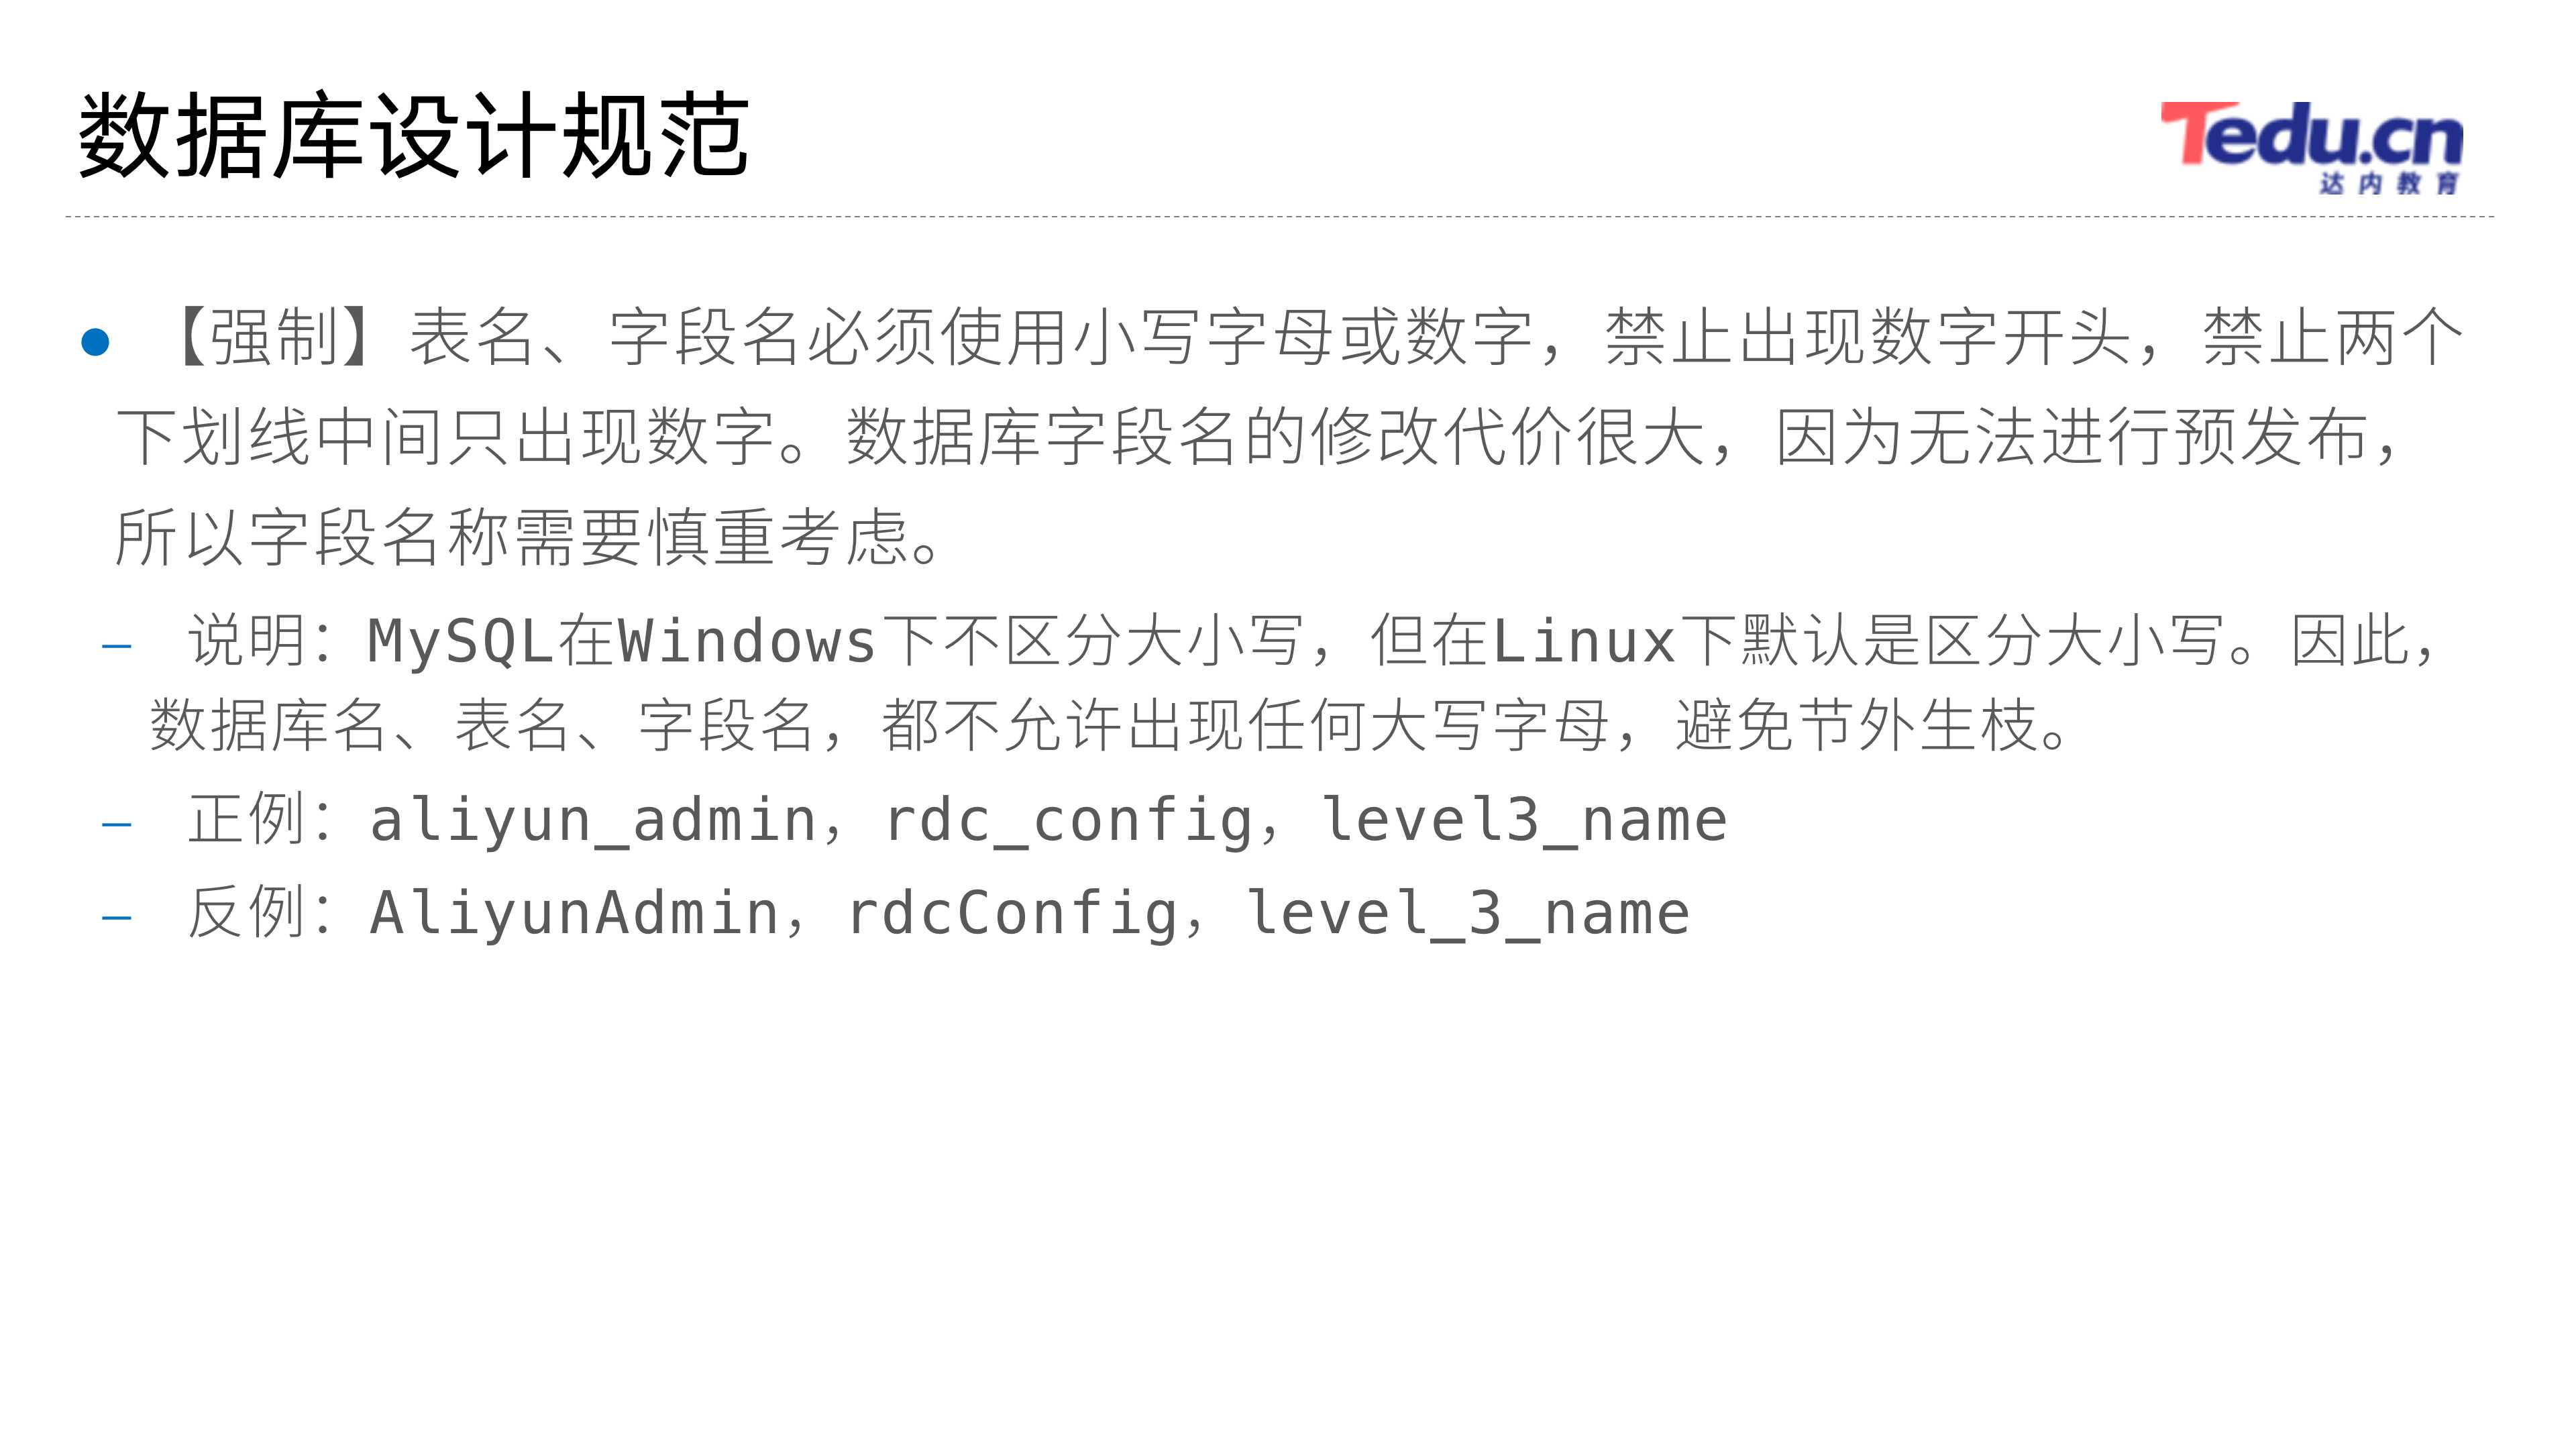 数据库设计规范
Tedu.cn
达内教育
● 【强制】表名、字段名必须使用小写字母或数字，禁止出现数字开头，禁止两个
下划线中间只出现数字。数据库字段名的修改代价很大，因为无法进行预发布，
所以字段名称需要慎重考虑。
– 说明：MySQL在Windows下不区分大小写，但在Linux下默认是区分大小写。因此，
数据库名、表名、字段名，都不允许出现任何大写字母，避免节外生枝。
– 正例：aliyun_admin，rdc_config，level3_name
– 反例：AliyunAdmin，rdcConfig，level_3_name